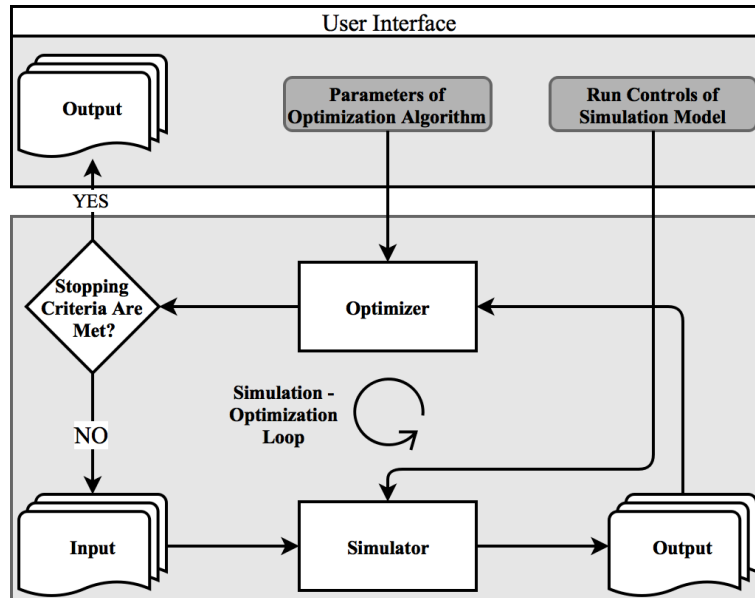 User Interface
Output
Parameters of
Optimization Algorithm
Run Controls of
Simulation Model
YES
Stopping
Criteria Are
Met?
Optimizer
Simulation -
Optimization
Loop
NO
Input
Simulator
Output